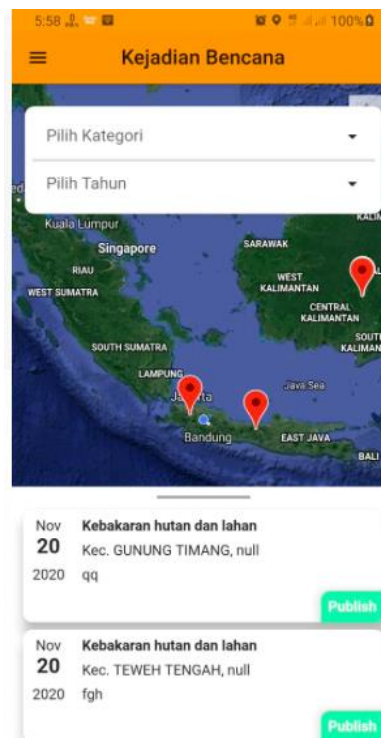 5:58
100%
Kejadian Bencana
Pilih Kategori
Pilih Tahun
Kuala Lumpur
Singapore
SARAWAK
RIAU
WEST
KALIMANTAN
WEST SUMATRA
CENTRAL
KALIMANTAN
SOUTH SUMATRA
LAMPUNG
Java Sea
Bandung
EAST JAVA
BALI
Nov
20
2020
Kebakaran hutan dan lahan
Kec. GUNUNG TIMANG, null
qq
Publish
Nov
20
2020
Kebakaran hutan dan lahan
Kec. TEWEH TENGAH, null
fgh
Publish